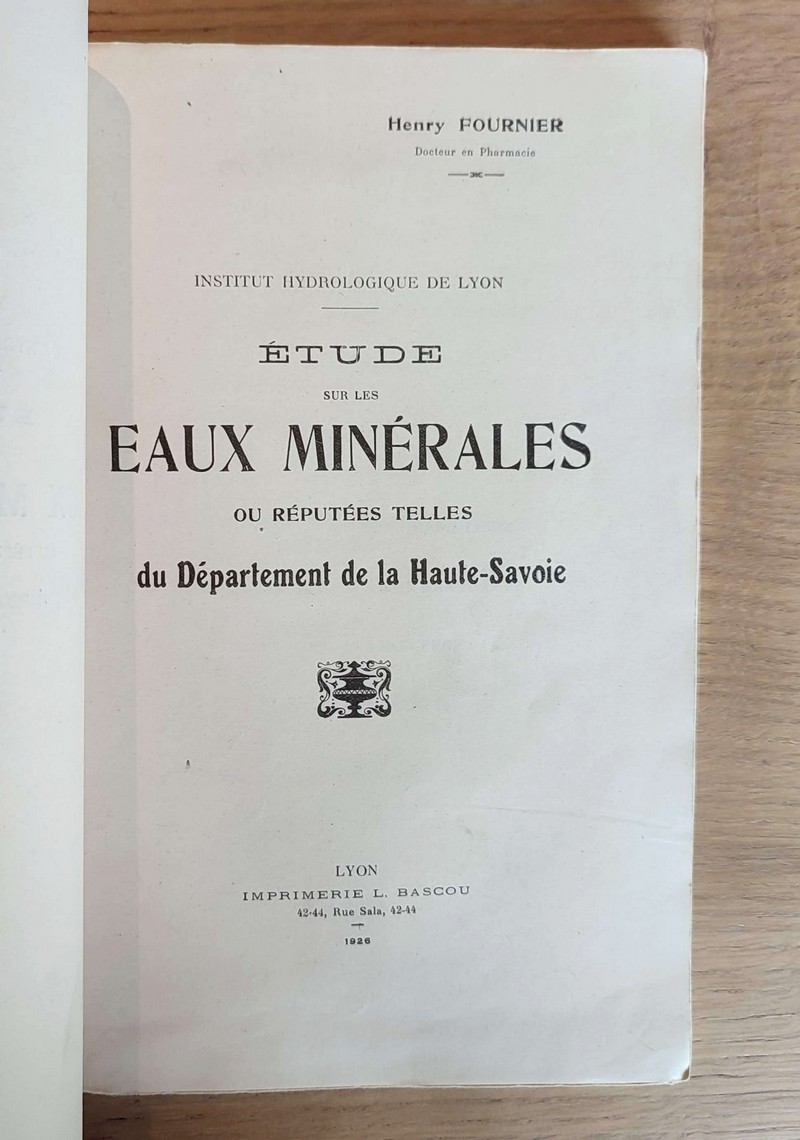 Henry FOURNIER
Docteur en Pharmacie
INSTITUT HYDROLOGIQUE DE LYON
ÉTUDE
SUR LES
EAUX MINÉRALES
OU RÉPUTÉES TELLES
du Département de la Haute-Savoie
LYON
IMPRIMERIE L. BASCOU
42-44, Rue Sala, 42-44
1926